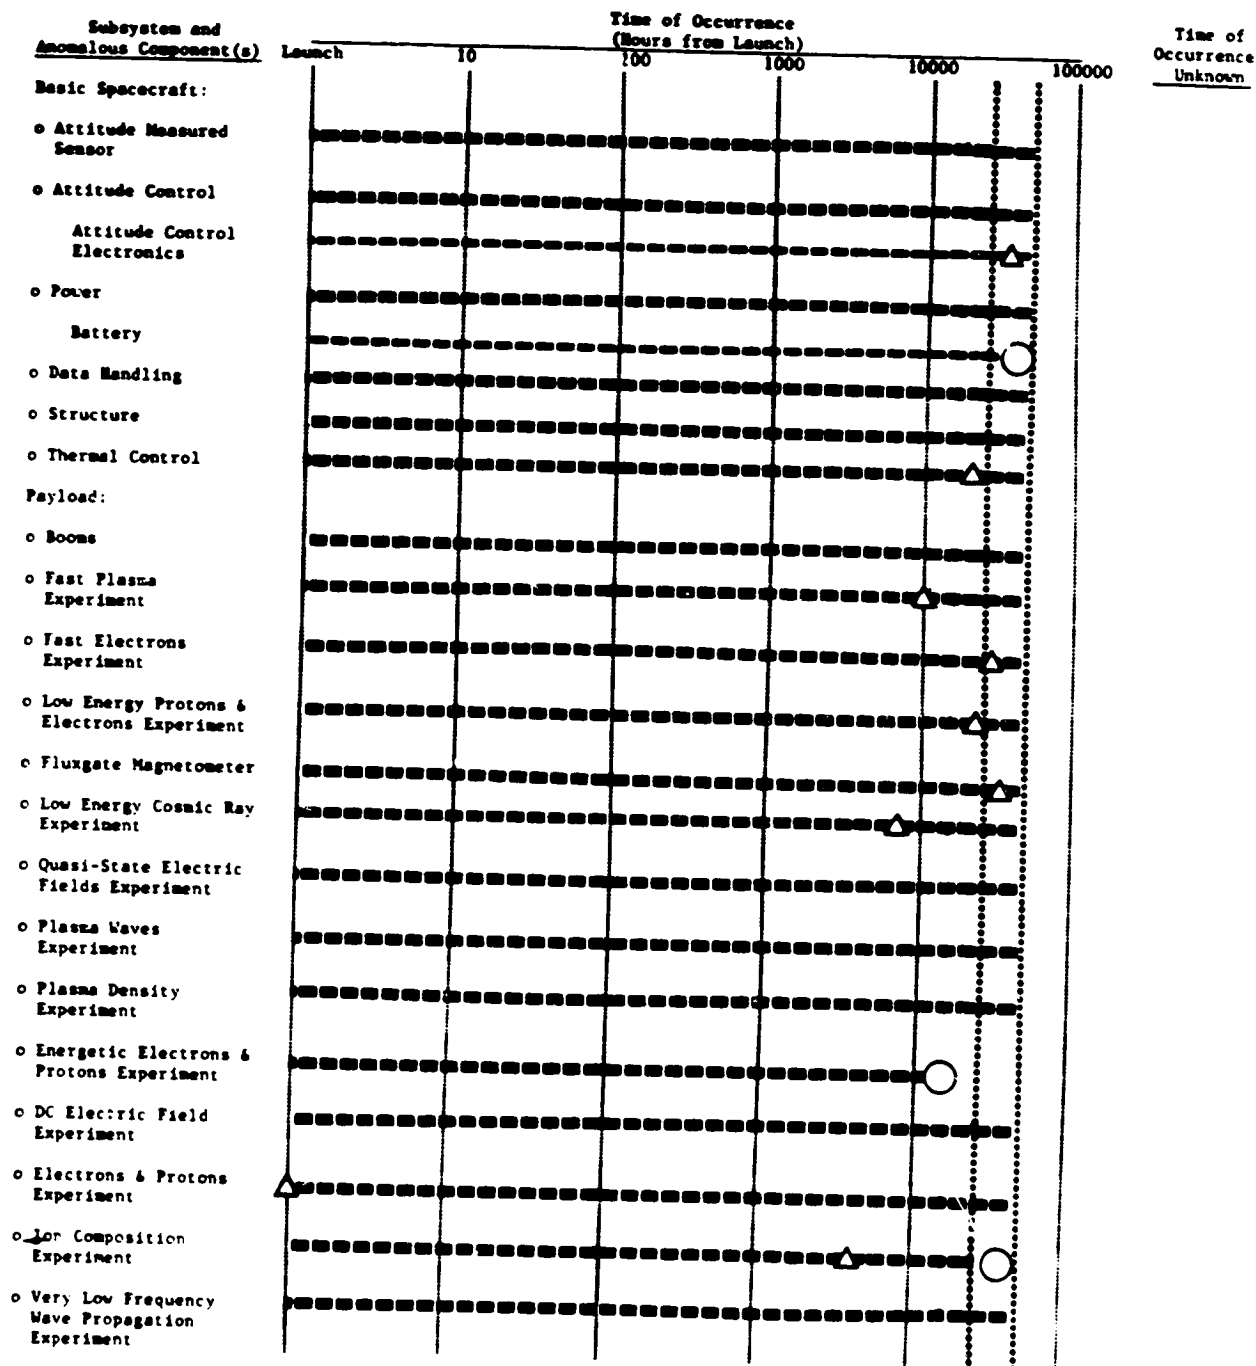 Subsystem and
Anomalous Component(s)
Time of Occurrence
(Hours from Launch)
Time of
Occurrence
Unknown
Launch 10 100 1000 10000 100000
Basic Spacecraft:
o Attitude Measured
Sensor
o Attitude Control
Attitude Control
Electronics
o Power
Battery
o Data Handling
o Structure
o Thermal Control
Payload:
o Booms
o Fast Plasma
Experiment
o Fast Electrons
Experiment
o Low Energy Protons &
Electrons Experiment
o Fluxgate Magnetometer
o Low Energy Cosmic Ray
Experiment
o Quasi-State Electric
Fields Experiment
o Plasma Waves
Experiment
o Plasma Density
Experiment
o Energetic Electrons &
Protons Experiment
o DC Electric Field
Experiment
o Electrons & Protons
Experiment
o Ion Composition
Experiment
o Very Low Frequency
Wave Propagation
Experiment